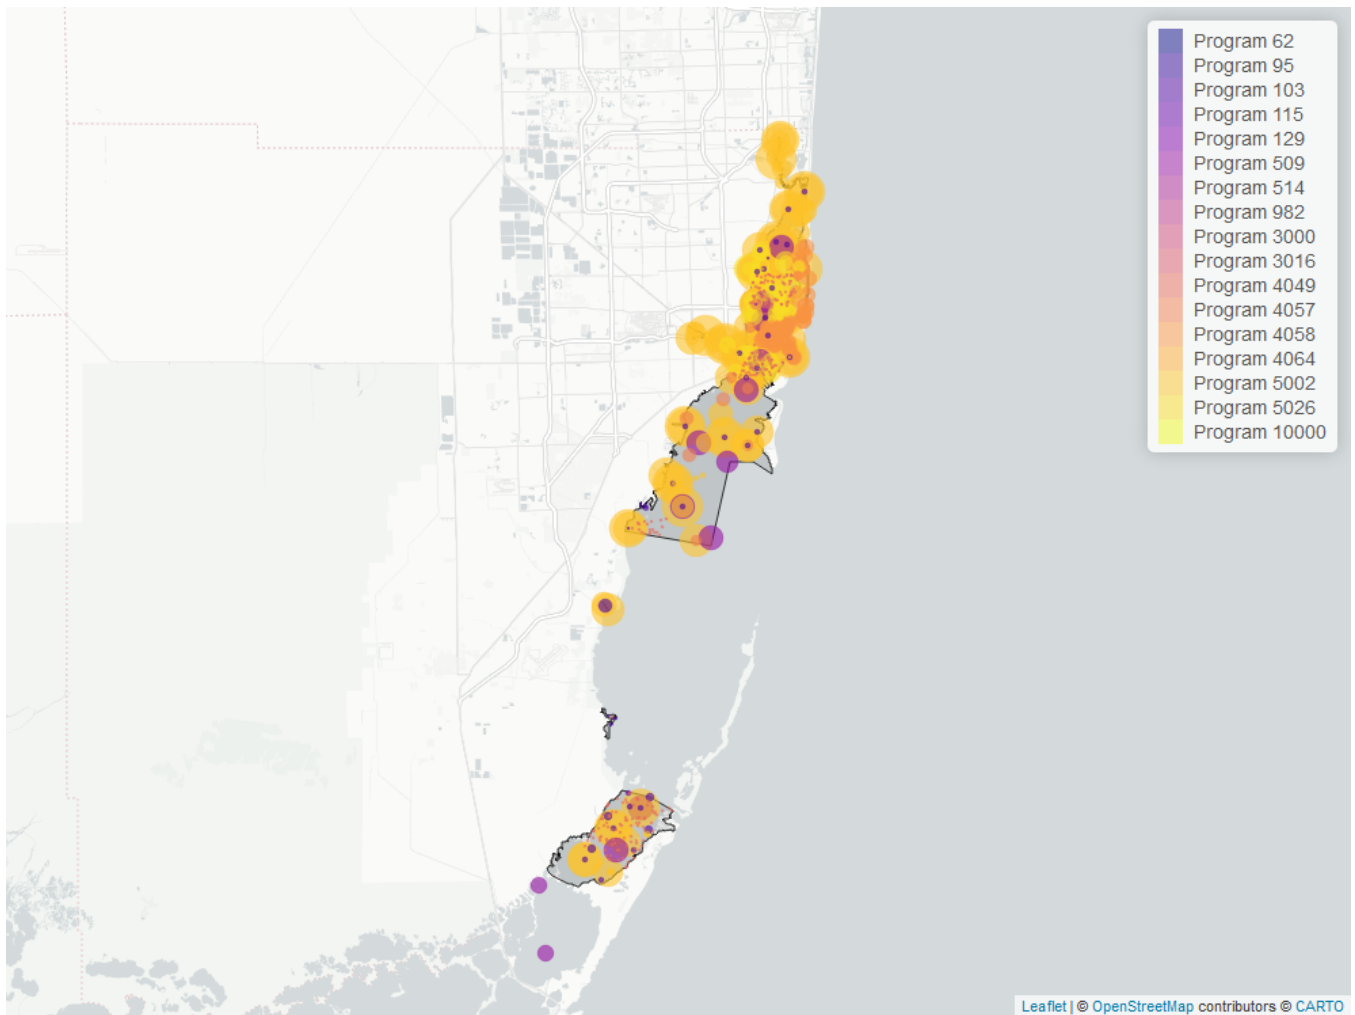 Program 62
Program 95
Program 103
Program 115
Program 129
Program 509
Program 514
Program 982
Program 3000
Program 3016
Program 4049
Program 4057
Program 4058
Program 4064
Program 5002
Program 5026
Program 10000
Leaflet | © OpenStreetMap contributors © CARTO